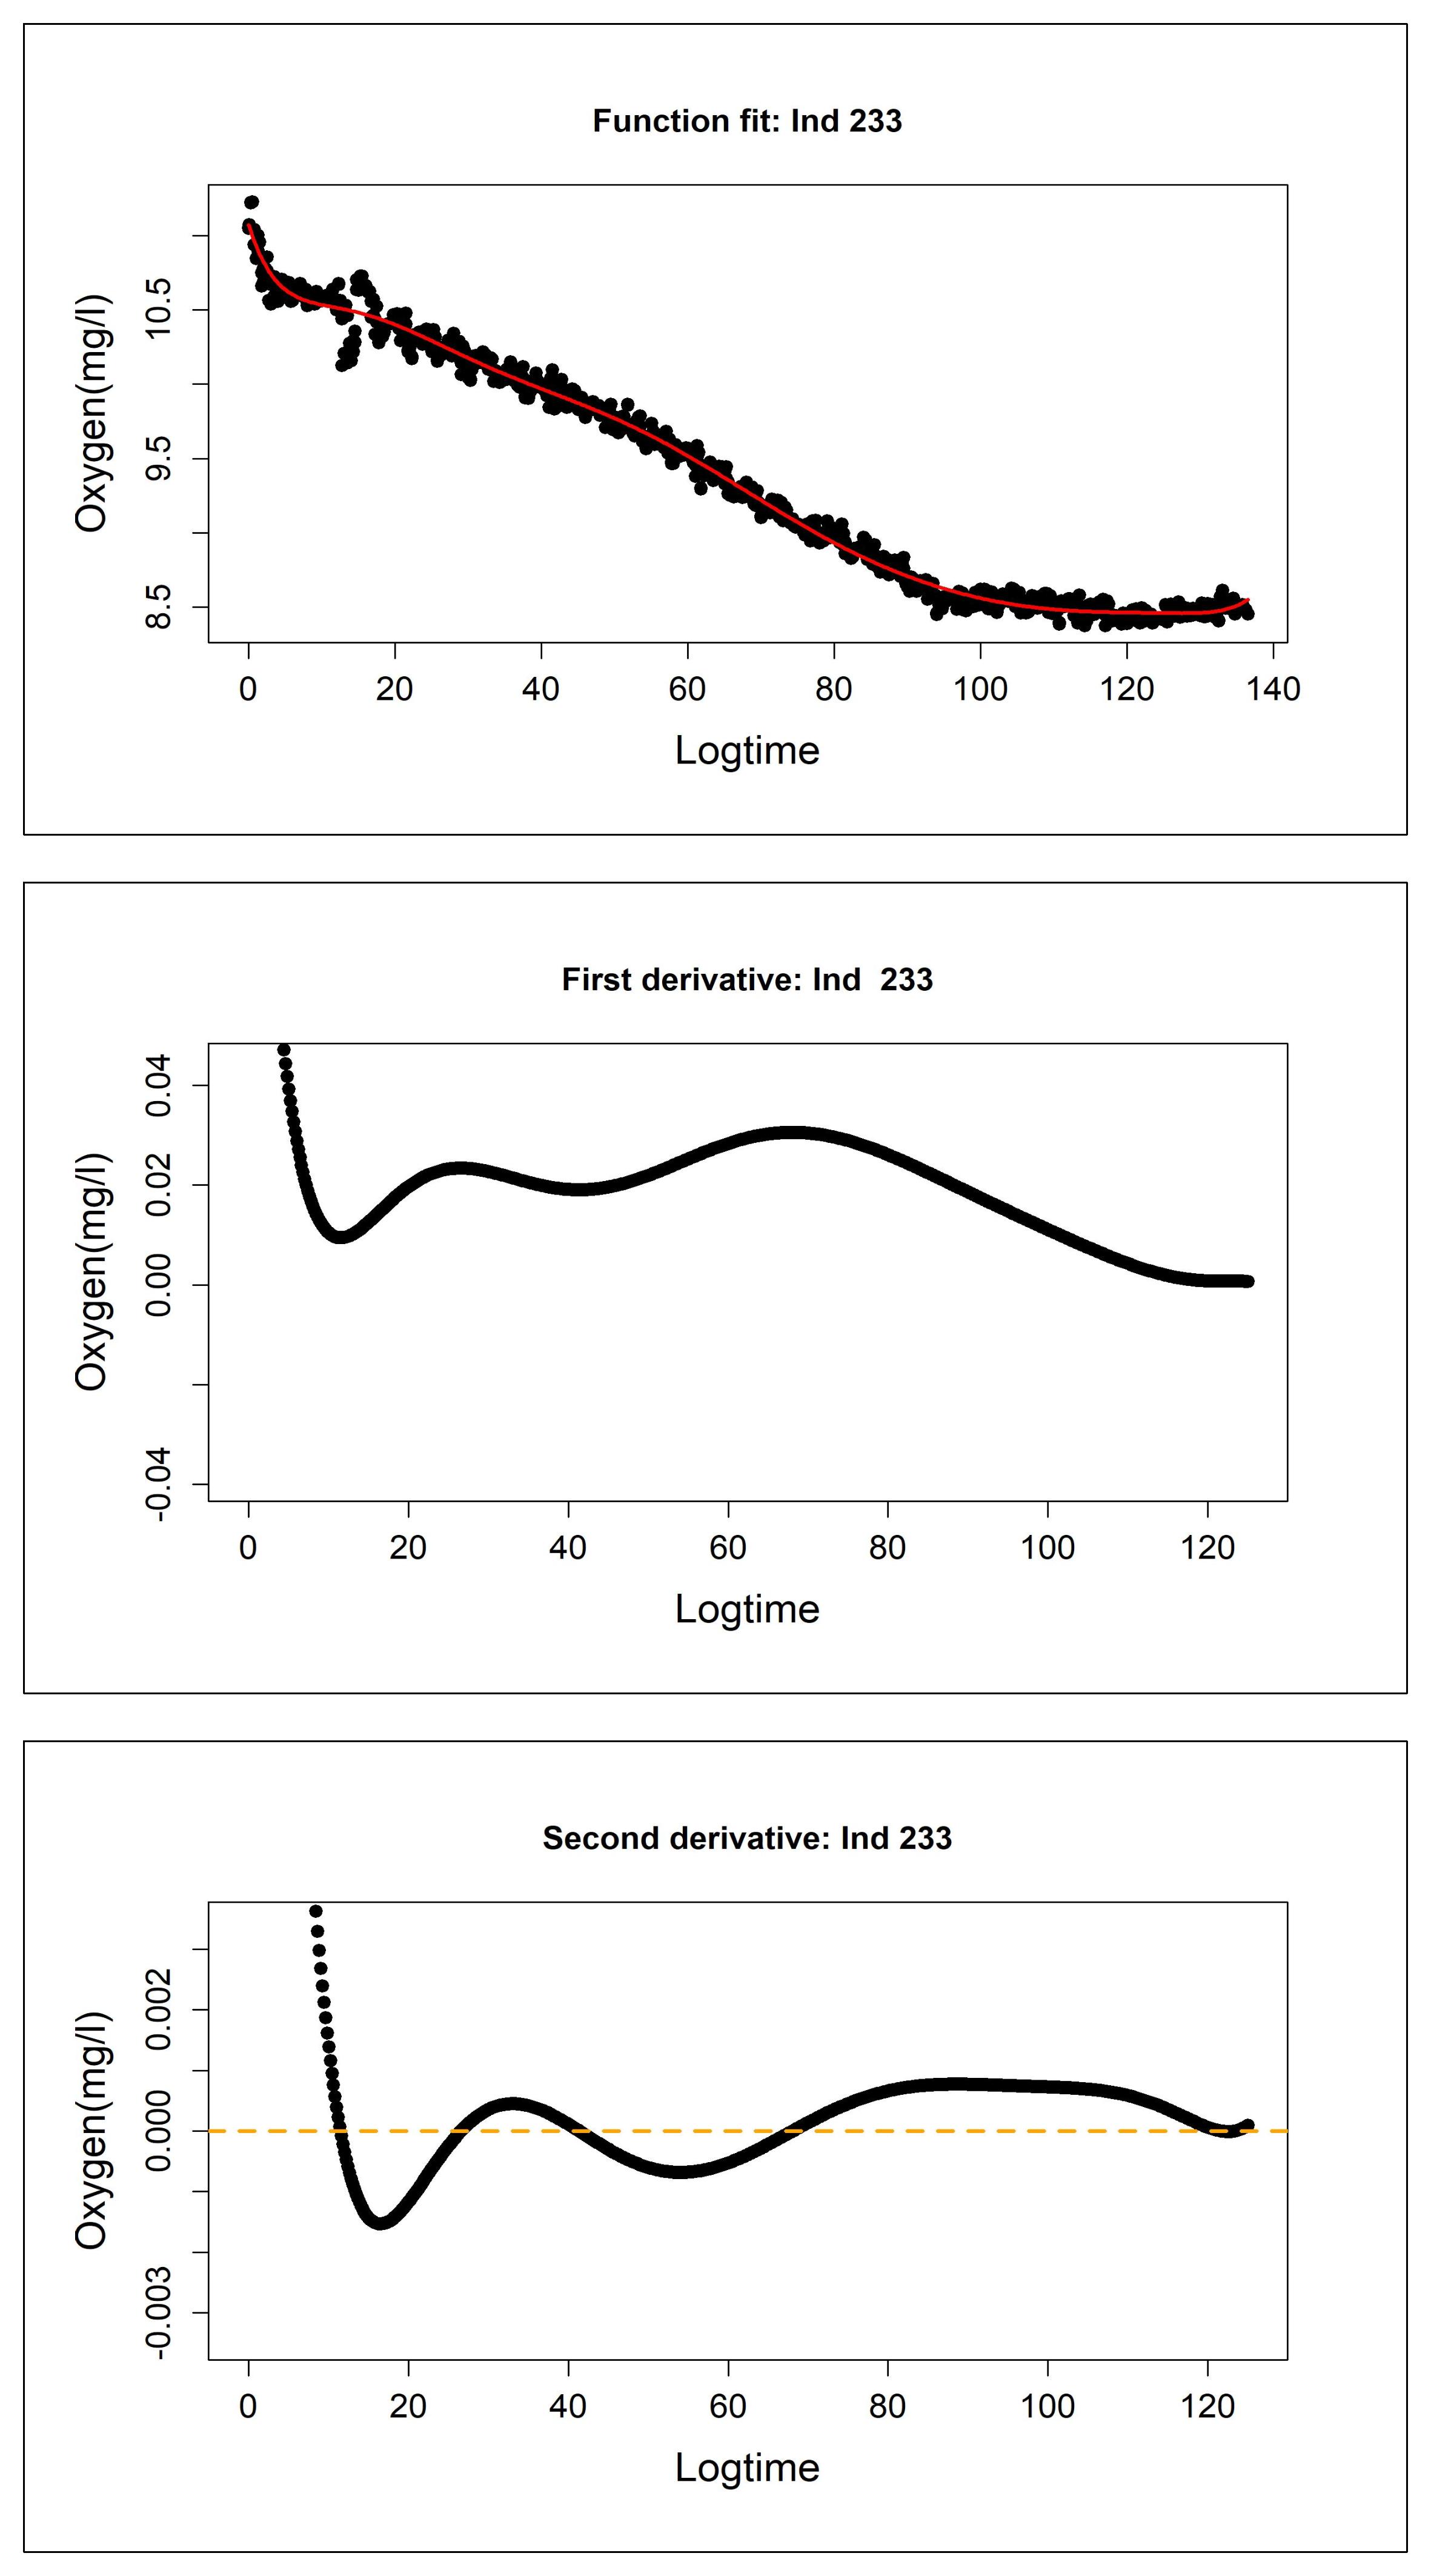 Function fit: Ind 233
Oxygen(mg/l)
10.5
9.5
8.5
0 20 40 60 80 100 120 140
Logtime
First derivative: Ind  233
Oxygen(mg/l)
0.04
0.02
0.00
-0.04
0 20 40 60 80 100 120
Logtime
Second derivative: Ind 233
Oxygen(mg/l)
0.002
0.000
-0.003
0 20 40 60 80 100 120
Logtime